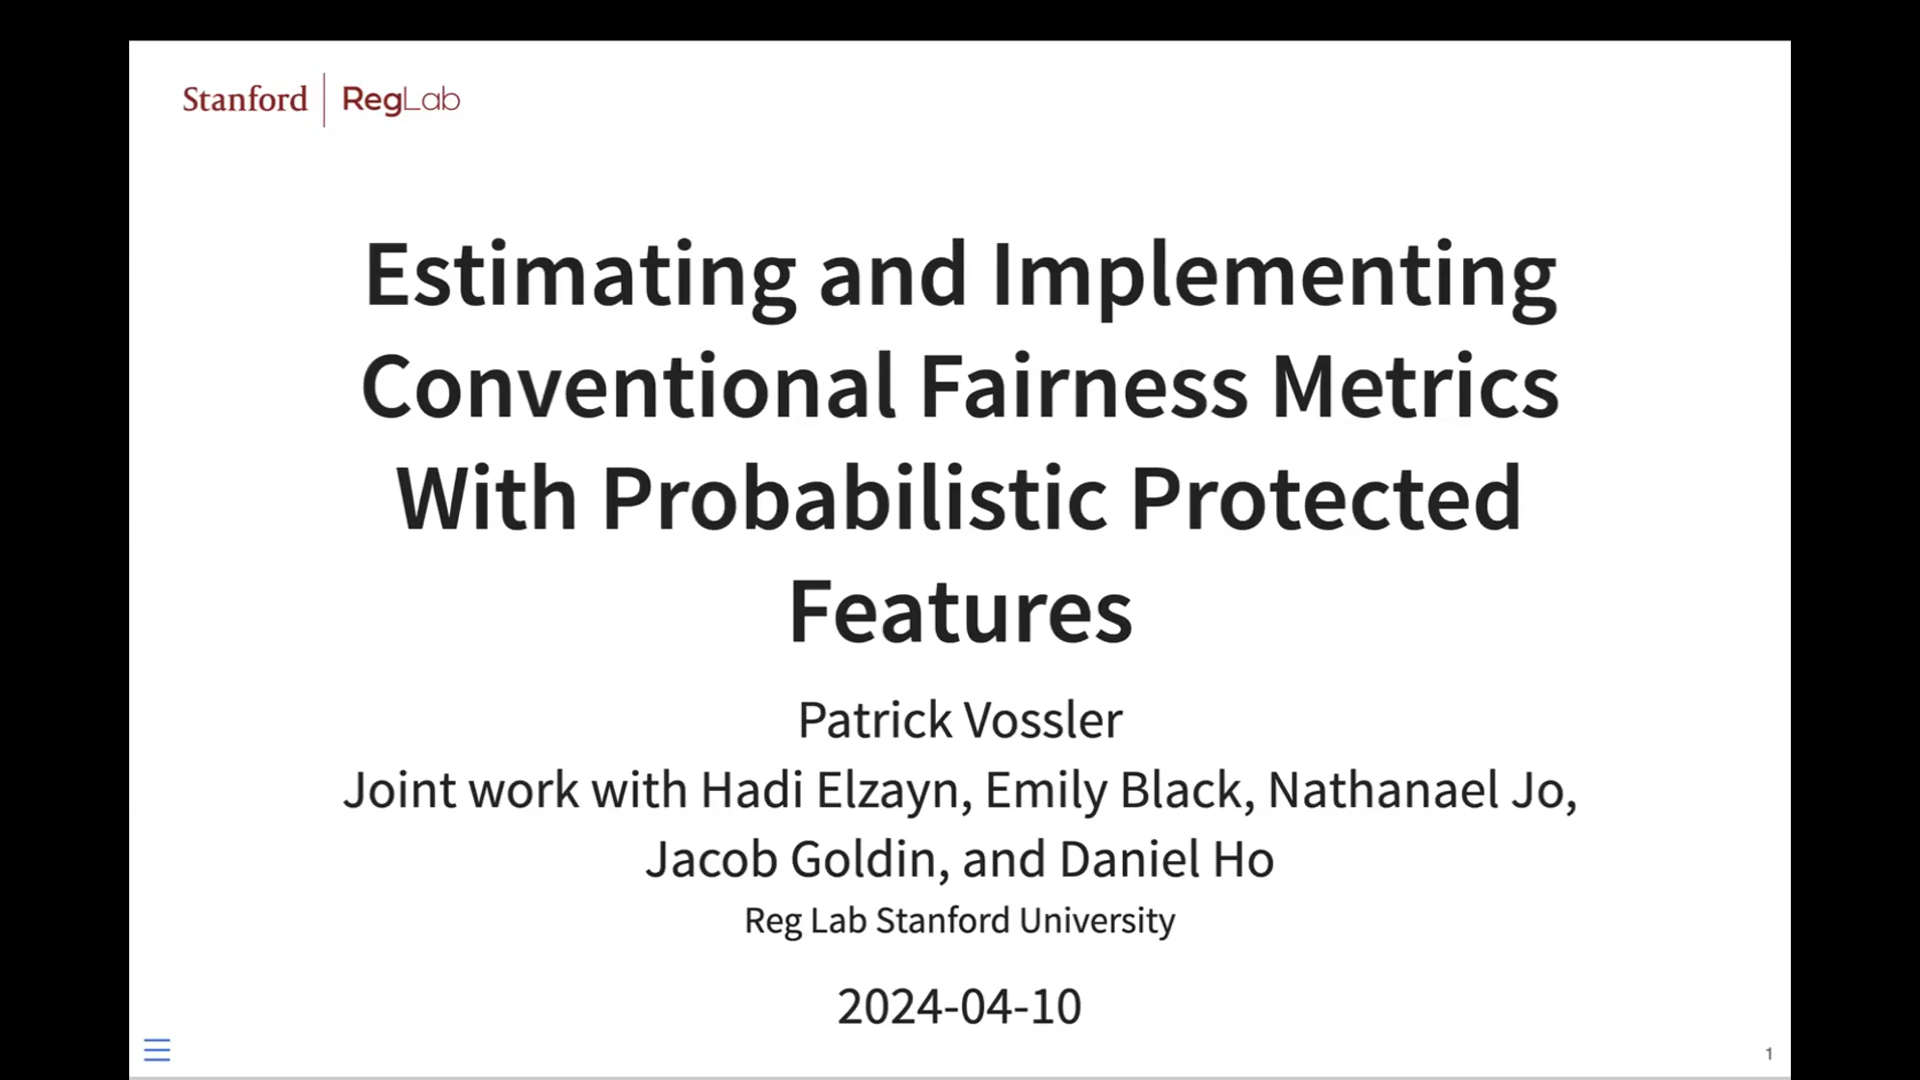 Stanford | RegLab
Estimating and Implementing
Conventional Fairness Metrics
With Probabilistic Protected
Features
Patrick Vossler
Joint work with Hadi Elzayn, Emily Black, Nathanael Jo,
Jacob Goldin, and Daniel Ho
Reg Lab Stanford University
2024-04-10
1